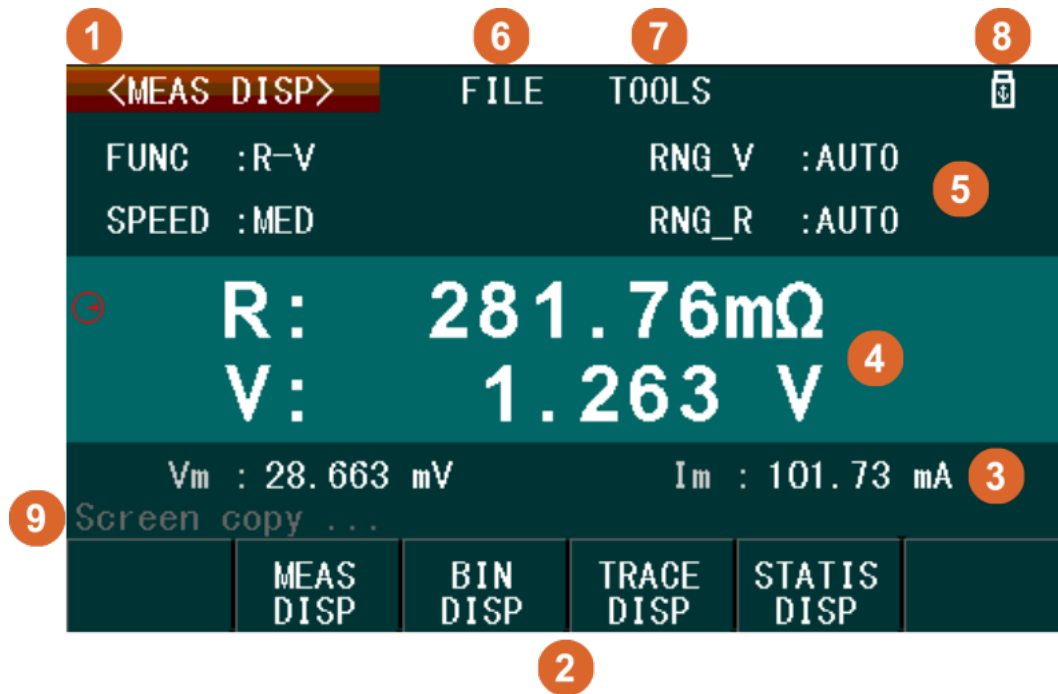 1 6 7 8
<MEAS DISP> FILE TOOLS
FUNC :R-V RNG_V :AUTO
5
SPEED :MED RNG_R :AUTO
R: 281.76mΩ
4
V: 1.263 V
Vm : 28.663 mV Im : 101.73 mA 3
9 Screen copy ...
MEAS DISP BIN DISP TRACE DISP STATIS DISP
2